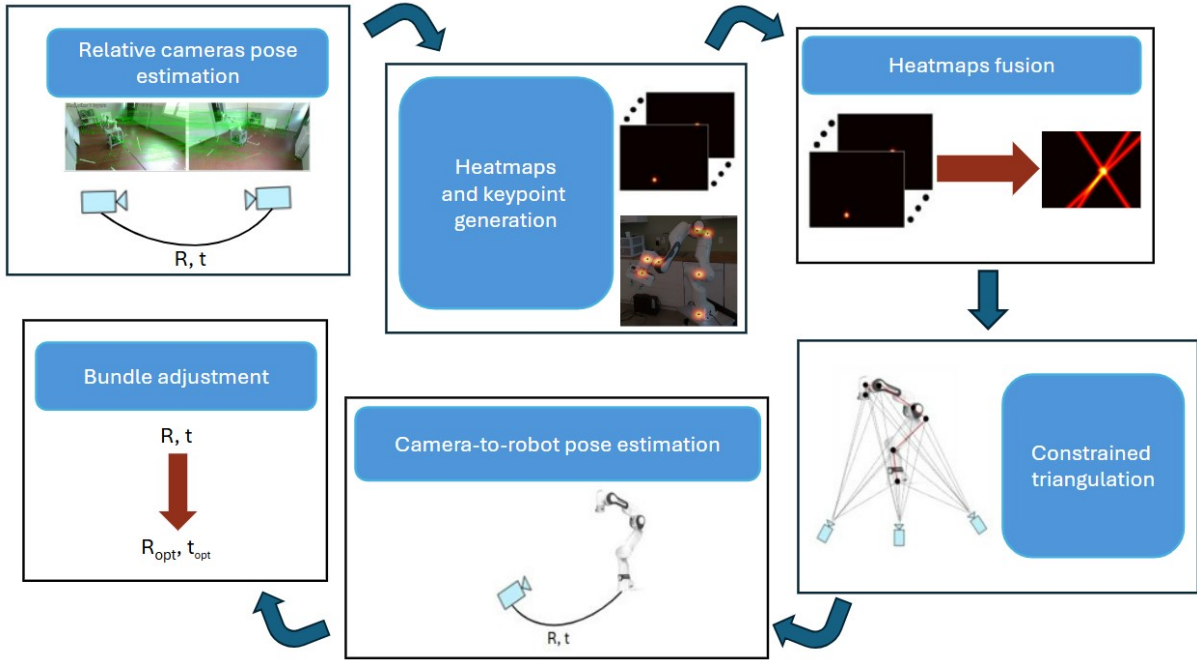 Relative cameras pose
estimation
R, t
Heatmaps
and keypoint
generation
Heatmaps fusion
Constrained
triangulation
Camera-to-robot pose estimation
R, t
Bundle adjustment
R, t
Ropt, topt